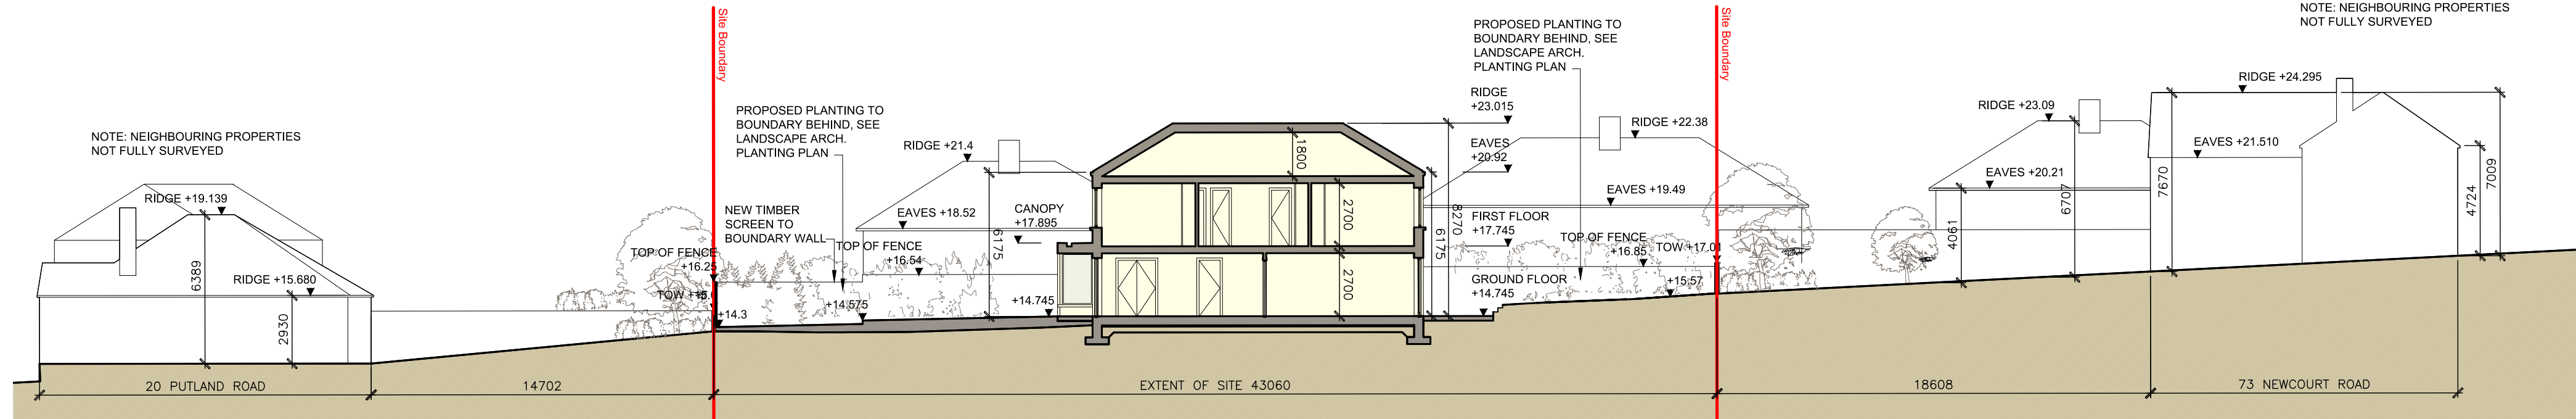 NOTE: NEIGHBOURING PROPERTIES
NOT FULLY SURVEYED
RIDGE +19.139
RIDGE +15.680
6389
2930
20 PUTLAND ROAD
14702
Site Boundary
TOP OF FENCE
+16.25
TOW
+14.3
PROPOSED PLANTING TO
BOUNDARY BEHIND, SEE
LANDSCAPE ARCH.
PLANTING PLAN
NEW TIMBER
SCREEN TO
BOUNDARY WALL
TOP OF FENCE
+16.54
+14.575
RIDGE +21.4
EAVES +18.52
6175
CANOPY
+17.895
+14.745
1800
2700
2700
EXTENT OF SITE 43060
8270
6175
RIDGE
+23.015
EAVES
+20.92
FIRST FLOOR
+17.745
GROUND FLOOR
+14.745
PROPOSED PLANTING TO
BOUNDARY BEHIND, SEE
LANDSCAPE ARCH.
PLANTING PLAN
RIDGE +22.38
EAVES +19.49
TOP OF FENCE
+16.85
TOW +17.01
+15.57
Site Boundary
18608
RIDGE +23.09
EAVES +20.21
4061
6707
7670
NOTE: NEIGHBOURING PROPERTIES
NOT FULLY SURVEYED
RIDGE +24.295
EAVES +21.510
4724
7009
73 NEWCOURT ROAD